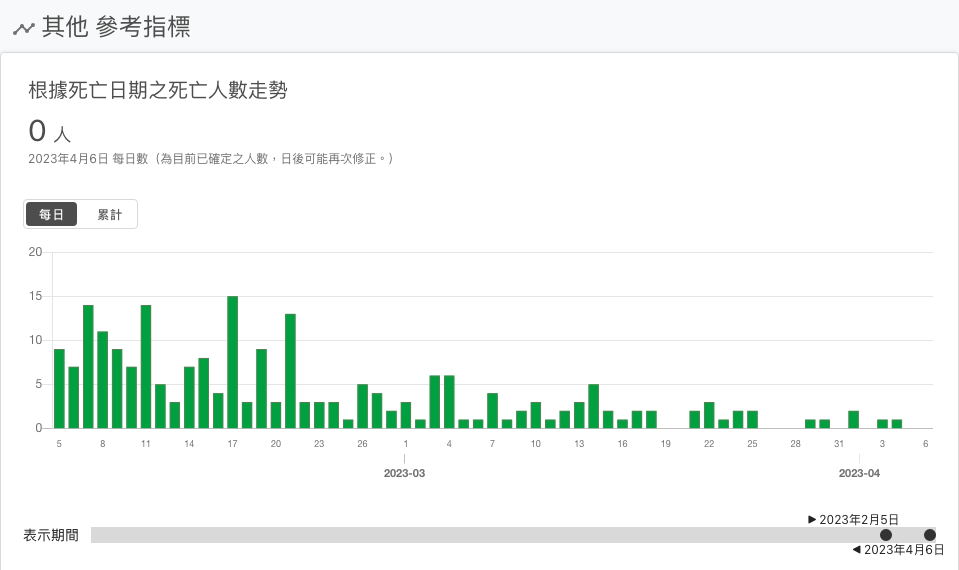 其他 參考指標
根據死亡日期之死亡人數走勢
0 人
2023年4月6日 每日數（為目前已確定之人數，日後可能再次修正。）
每日 累計
20
15
10
5
0
5 8 11 14 17 20 23 26 1 4 7 10 13 16 19 22 25 28 31 3 6
2023-03 2023-04
▶ 2023年2月5日
表示期間
◀ 2023年4月6日